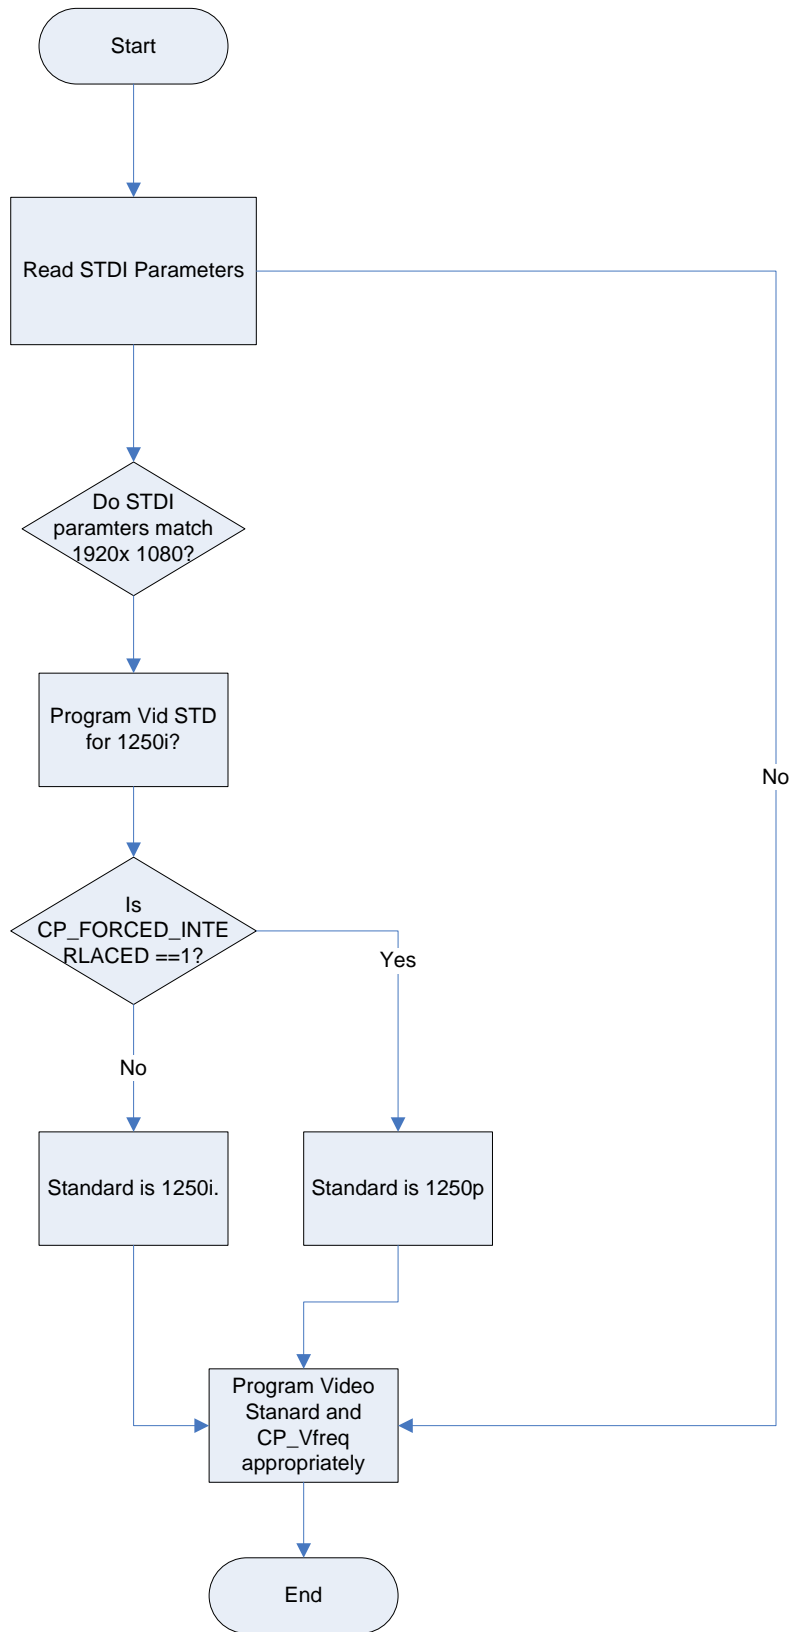 Start
Read STDI Parameters
Do STDI
paramters match
1920x 1080?
Program Vid STD
for 1250i?
No
Is
CP_FORCED_INTE
RLACED ==1?
Yes
No
Standard is 1250i.
Standard is 1250p
Program Video
Stanard and
CP_Vfreq
appropriately
End